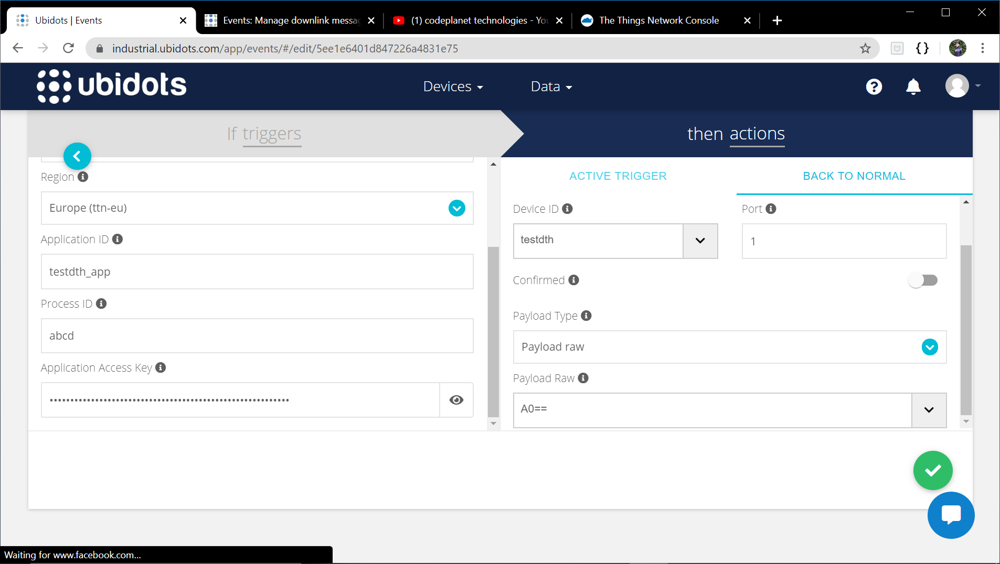 Ubidots | Events
Events: Manage downlink messa
(1) codeplanet technologies - You
The Things Network Console
industrial.ubidots.com/app/events/#/edit/5ee1e6401d847226a4831e75
{}
ubidots
Devices
Data
?
If triggers
then actions
ACTIVE TRIGGER
BACK TO NORMAL
Region
Europe (ttn-eu)
Application ID
testdth_app
Process ID
abcd
Application Access Key
••••••••••••••••••••••••••••••••••••••••••••••••••••••••••
Device ID
Port
testdth
1
Confirmed
Payload Type
Payload raw
Payload Raw
A0==
Waiting for www.facebook.com...